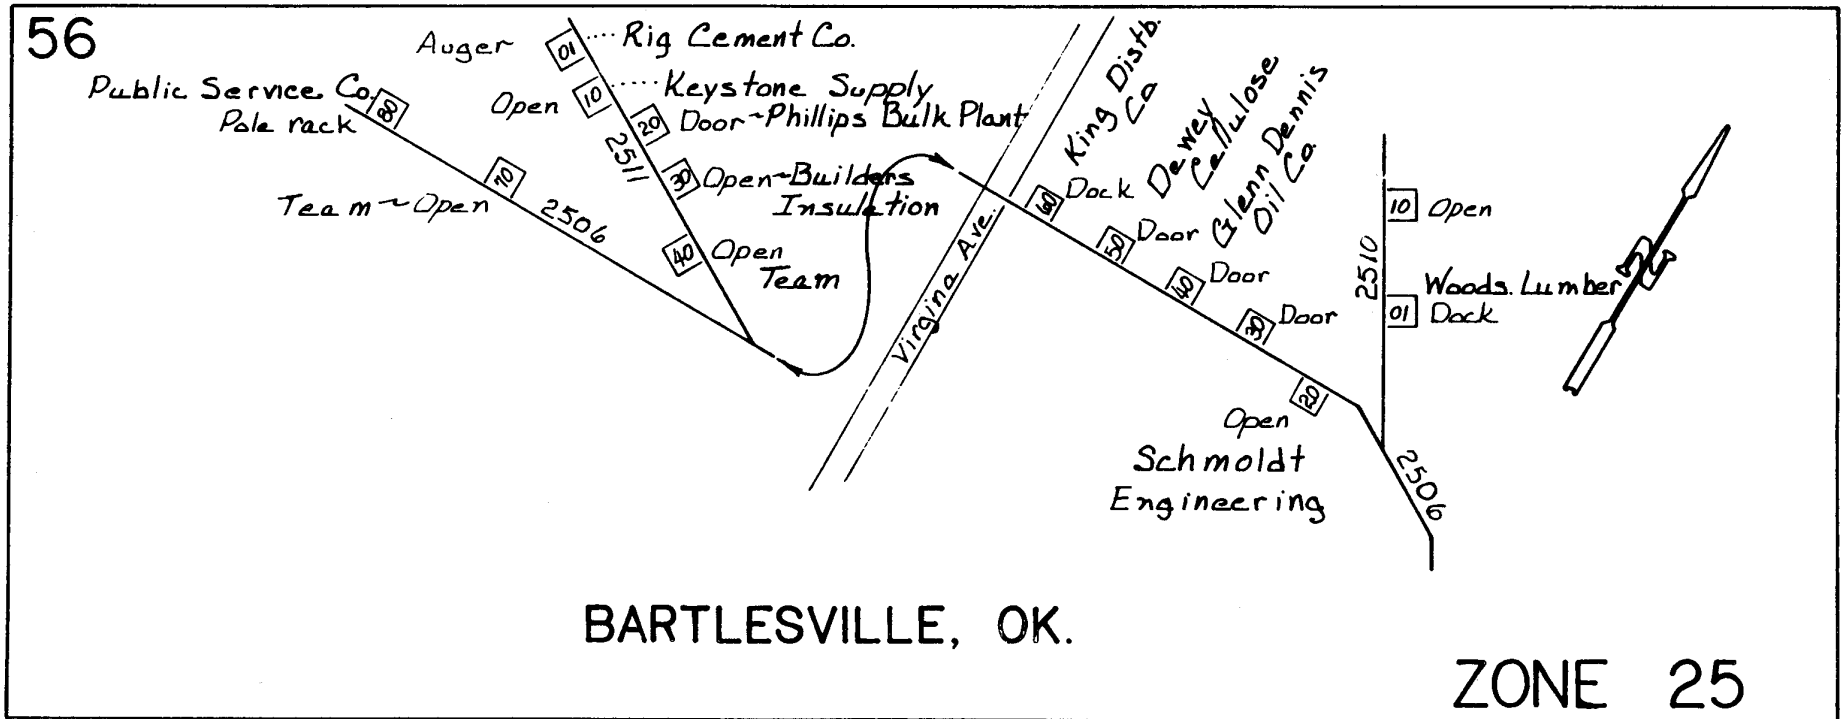 56
Auger
01
Rig Cement Co.
Public Service Co.
80
Pole rack
Open
10
Keystone Supply
20
Door~Phillips Bulk Plant
2511
30
Open~Builders
Insulation
70
Team~Open
2506
40
Open
Team
Virgina Ave.
King Distb.
Co
60
Dock
Dewey
Cellulose
50
Door
Glenn Dennis
Oil Co.
40
Door
30
Door
20
Open
Schmoldt
Engineering
2510
10
Open
Woods. Lumber
01
Dock
2506
N
BARTLESVILLE, OK.
ZONE 25